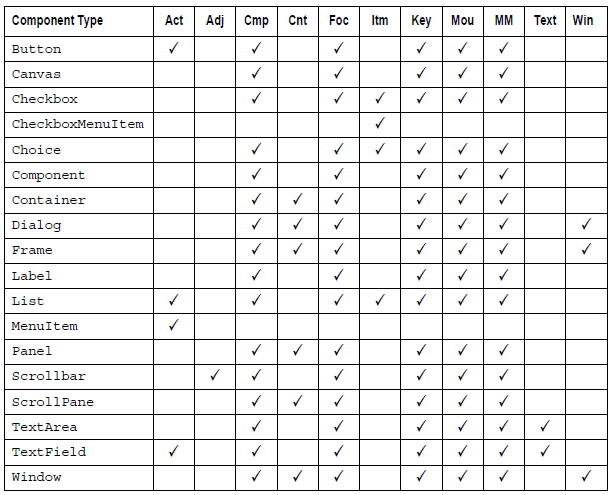 Component Type Act Adj Cmp Cnt Foc Itm Key Mou MM Text Win
Button ✓ ✓ ✓ ✓ ✓ ✓
Canvas ✓ ✓ ✓ ✓ ✓
Checkbox ✓ ✓ ✓ ✓ ✓ ✓
CheckboxMenuItem ✓
Choice ✓ ✓ ✓ ✓ ✓ ✓
Component ✓ ✓ ✓ ✓ ✓
Container ✓ ✓ ✓ ✓ ✓ ✓
Dialog ✓ ✓ ✓ ✓ ✓ ✓ ✓
Frame ✓ ✓ ✓ ✓ ✓ ✓ ✓
Label ✓ ✓ ✓ ✓ ✓
List ✓ ✓ ✓ ✓ ✓ ✓ ✓
MenuItem ✓
Panel ✓ ✓ ✓ ✓ ✓ ✓
Scrollbar ✓ ✓ ✓ ✓ ✓ ✓
ScrollPane ✓ ✓ ✓ ✓ ✓ ✓
TextArea ✓ ✓ ✓ ✓ ✓ ✓
TextField ✓ ✓ ✓ ✓ ✓ ✓ ✓
Window ✓ ✓ ✓ ✓ ✓ ✓ ✓